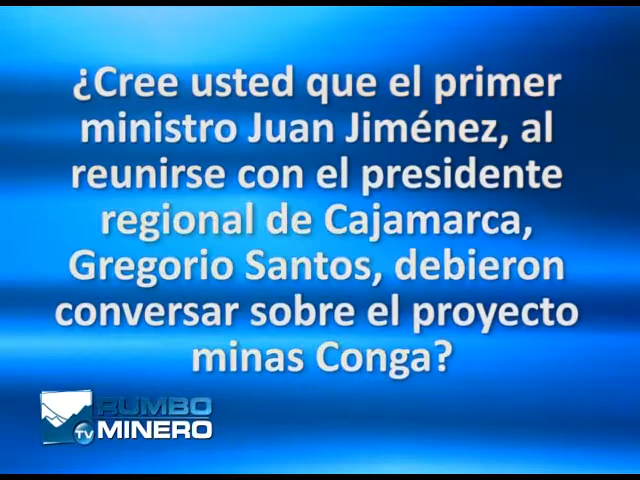 ¿Cree usted que el primer
ministro Juan Jiménez, al
reunirse con el presidente
regional de Cajamarca,
Gregorio Santos, debieron
conversar sobre el proyecto
minas Conga?
RUMBO
TV MINERO